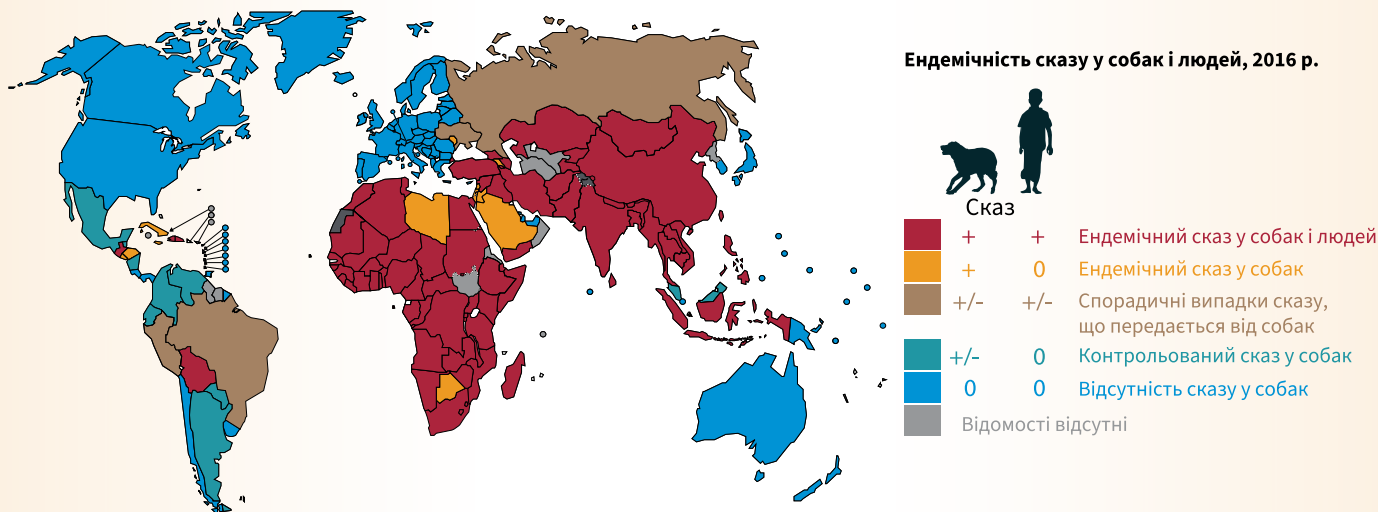 Ендемічність сказу у собак і людей, 2016 р.
Сказ
+ + Ендемічний сказ у собак і людей
+ 0 Ендемічний сказ у собак
+/- +/- Спорадичні випадки сказу,
що передається від собак
+/- 0 Контрольований сказ у собак
0 0 Відсутність сказу у собак
Відомості відсутні